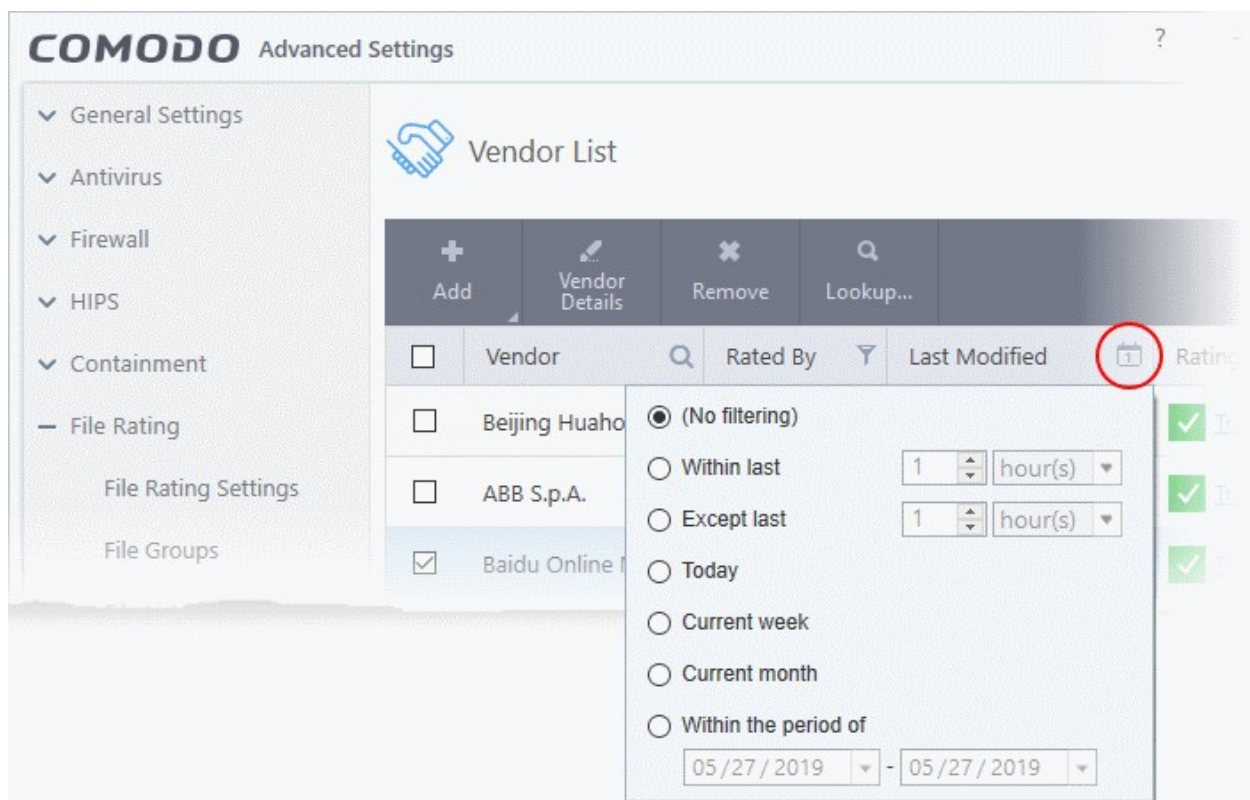 COMODO Advanced Settings ?
General Settings
Antivirus
Firewall
HIPS
Containment
File Rating
File Rating Settings
File Groups
Vendor List
Add
Vendor Details
Remove
Lookup...
Vendor Rated By Last Modified 1 Rating
Beijing Huaho
ABB S.p.A.
Baidu Online
(No filtering)
Within last 1 hour(s)
Except last 1 hour(s)
Today
Current week
Current month
Within the period of
05/27/2019 - 05/27/2019